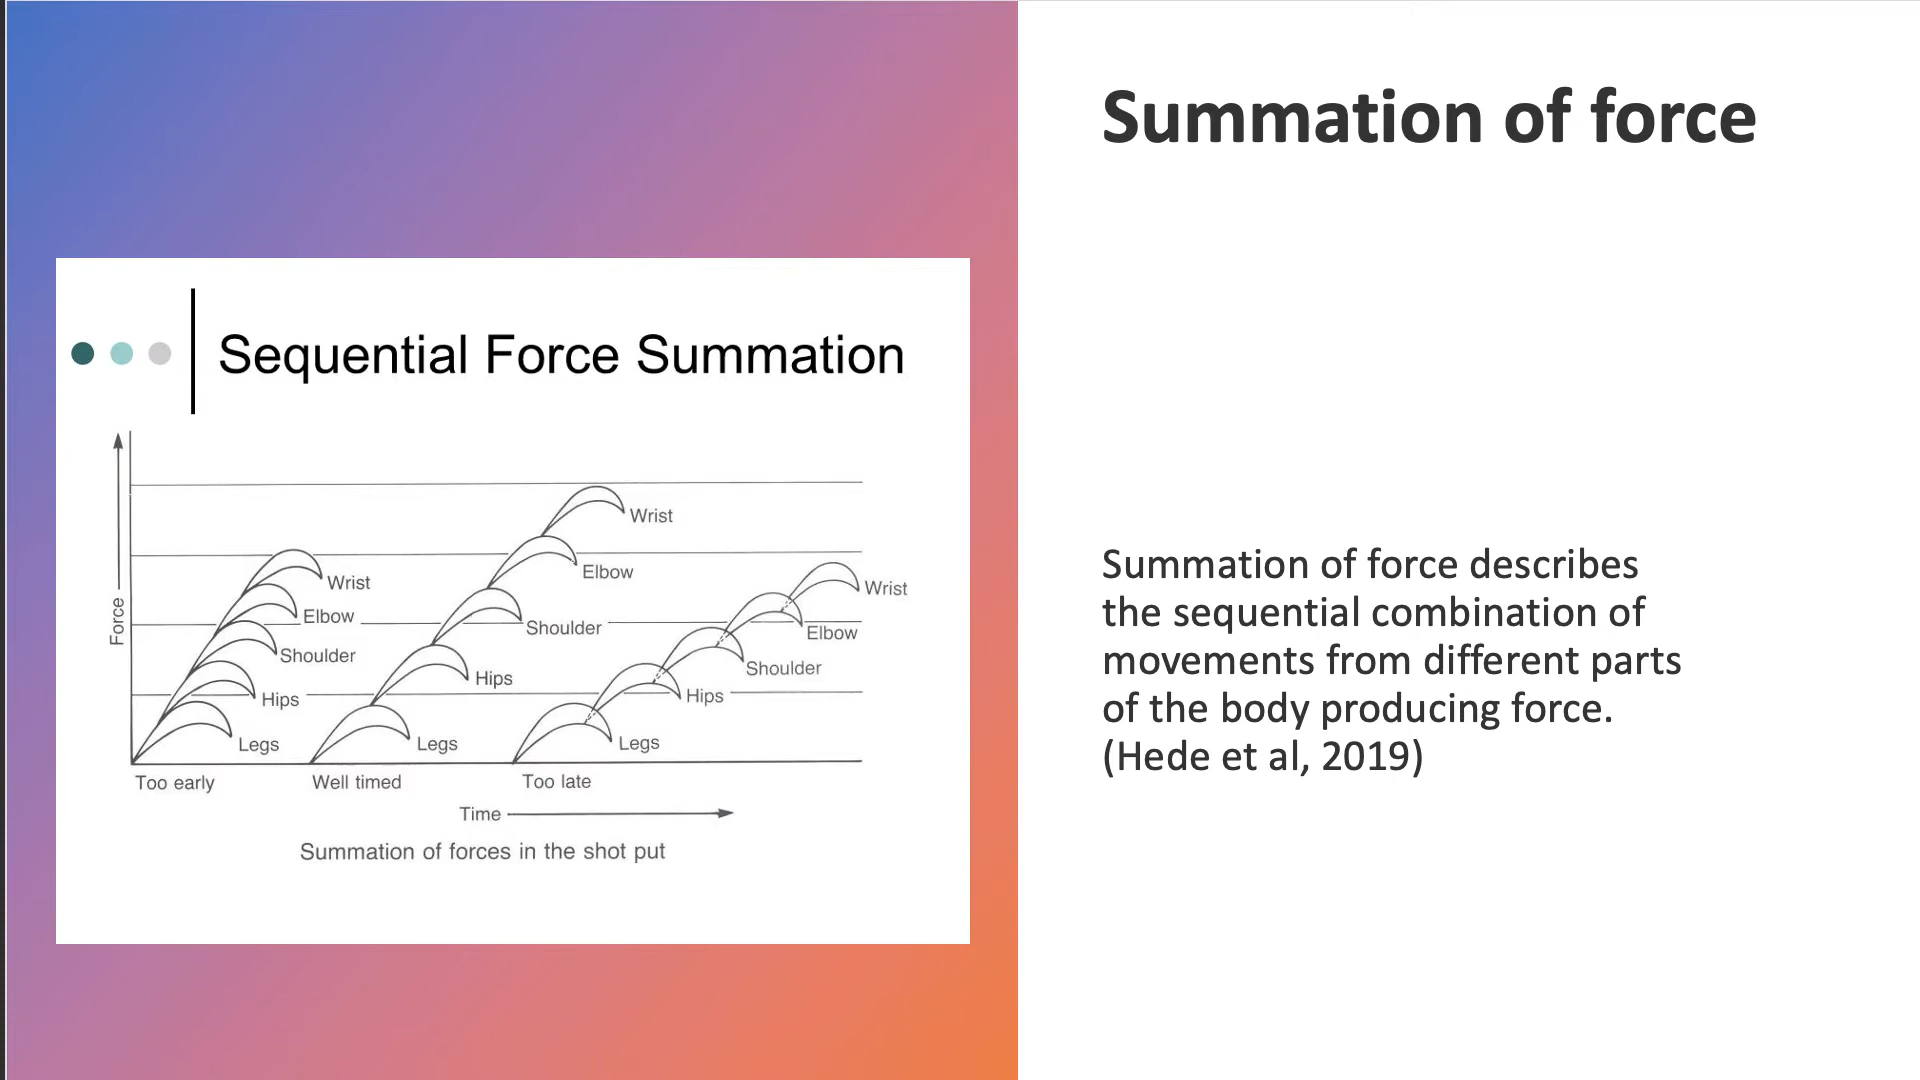 Summation of force
Sequential Force Summation
Force
Wrist
Elbow
Shoulder
Hips
Legs
Wrist
Elbow
Shoulder
Hips
Legs
Wrist
Elbow
Shoulder
Hips
Legs
Too early
Well timed
Too late
Time
Summation of forces in the shot put
Summation of force describes
the sequential combination of
movements from different parts
of the body producing force.
(Hede et al, 2019)